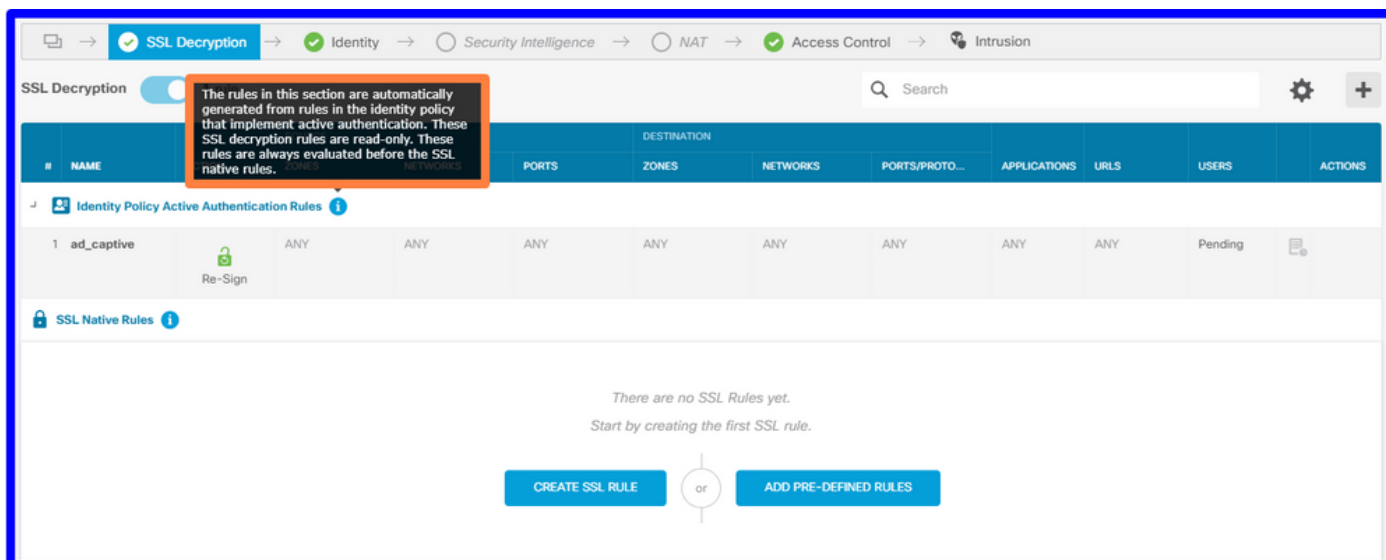 SSL Decryption → Identity → Security Intelligence → NAT → Access Control → Intrusion
SSL Decryption
Search
The rules in this section are automatically
generated from rules in the identity policy
that implement active authentication. These
SSL decryption rules are read-only. These
rules are always evaluated before the SSL
native rules.
DESTINATION
# NAME ZONES NETWORKS PORTS ZONES NETWORKS PORTS/PROTO... APPLICATIONS URLS USERS ACTIONS
Identity Policy Active Authentication Rules
1 ad_captive ANY ANY ANY ANY ANY ANY ANY ANY Pending
Re-Sign
SSL Native Rules
There are no SSL Rules yet.
Start by creating the first SSL rule.
CREATE SSL RULE or ADD PRE-DEFINED RULES